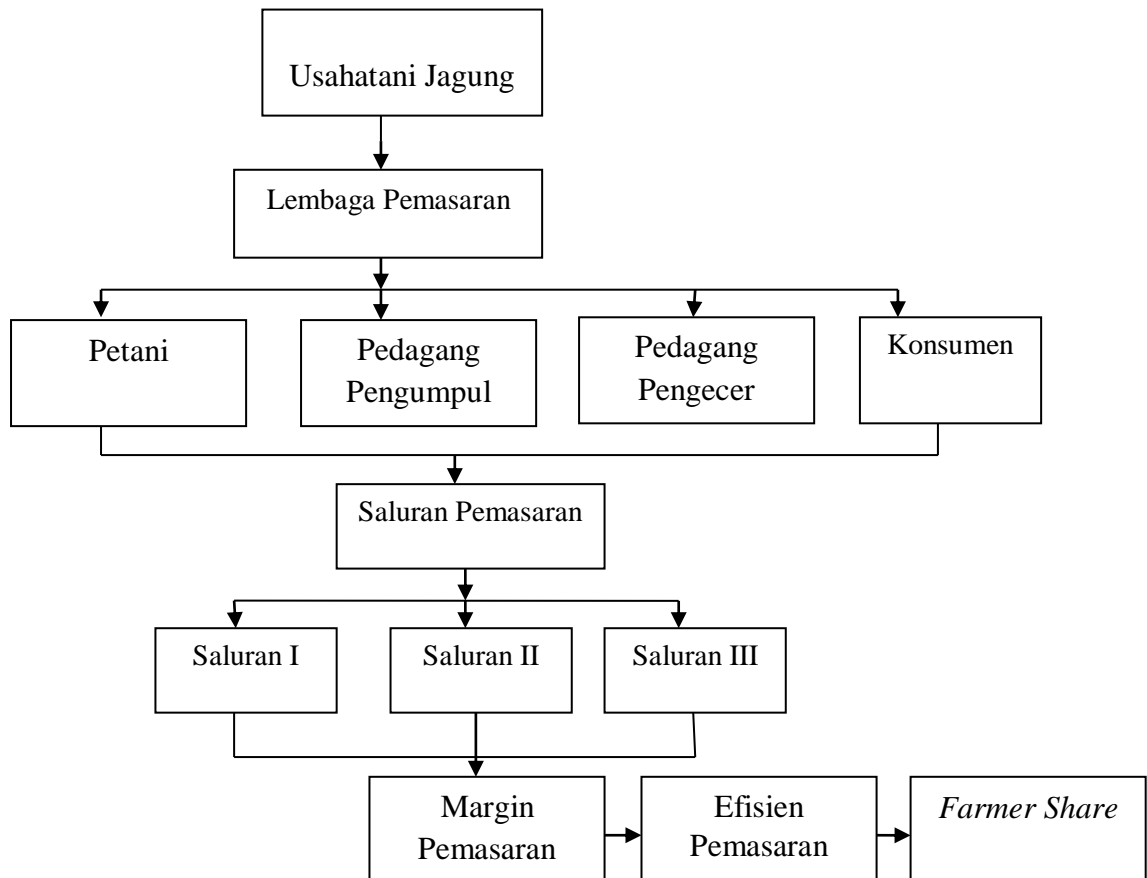 Usahatani Jagung
Lembaga Pemasaran
Petani
Pedagang
Pengumpul
Pedagang
Pengecer
Konsumen
Saluran Pemasaran
Saluran I
Saluran II
Saluran III
Margin
Pemasaran
Efisien
Pemasaran
Farmer Share